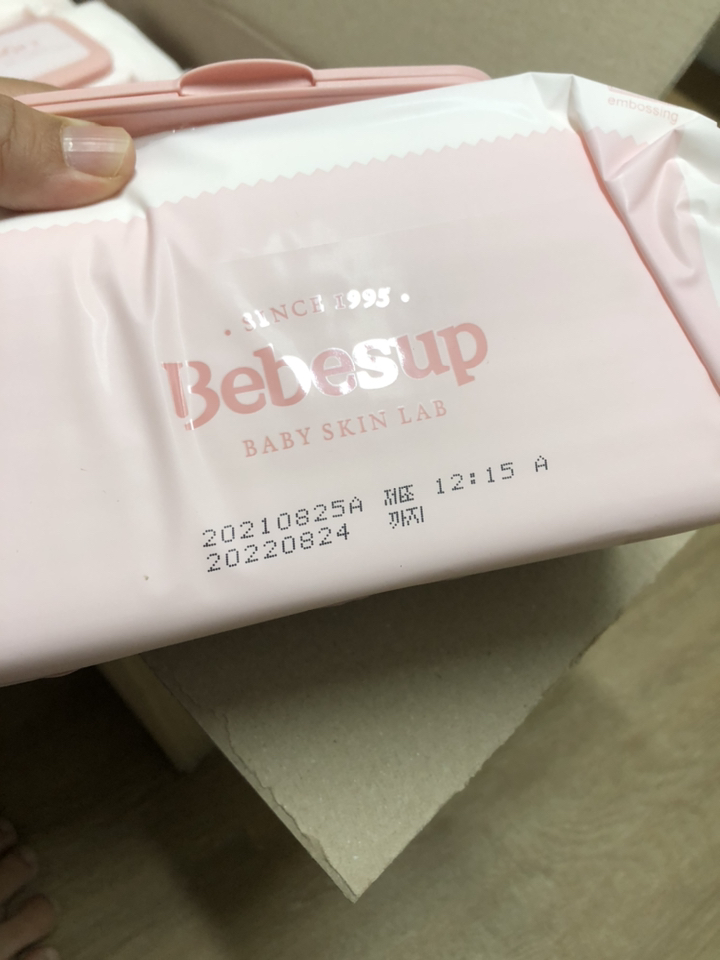 embossing
• SINCE 1995 •
Bebesup
BABY SKIN LAB
20210825A 제조 12:15 A
20220824 까지